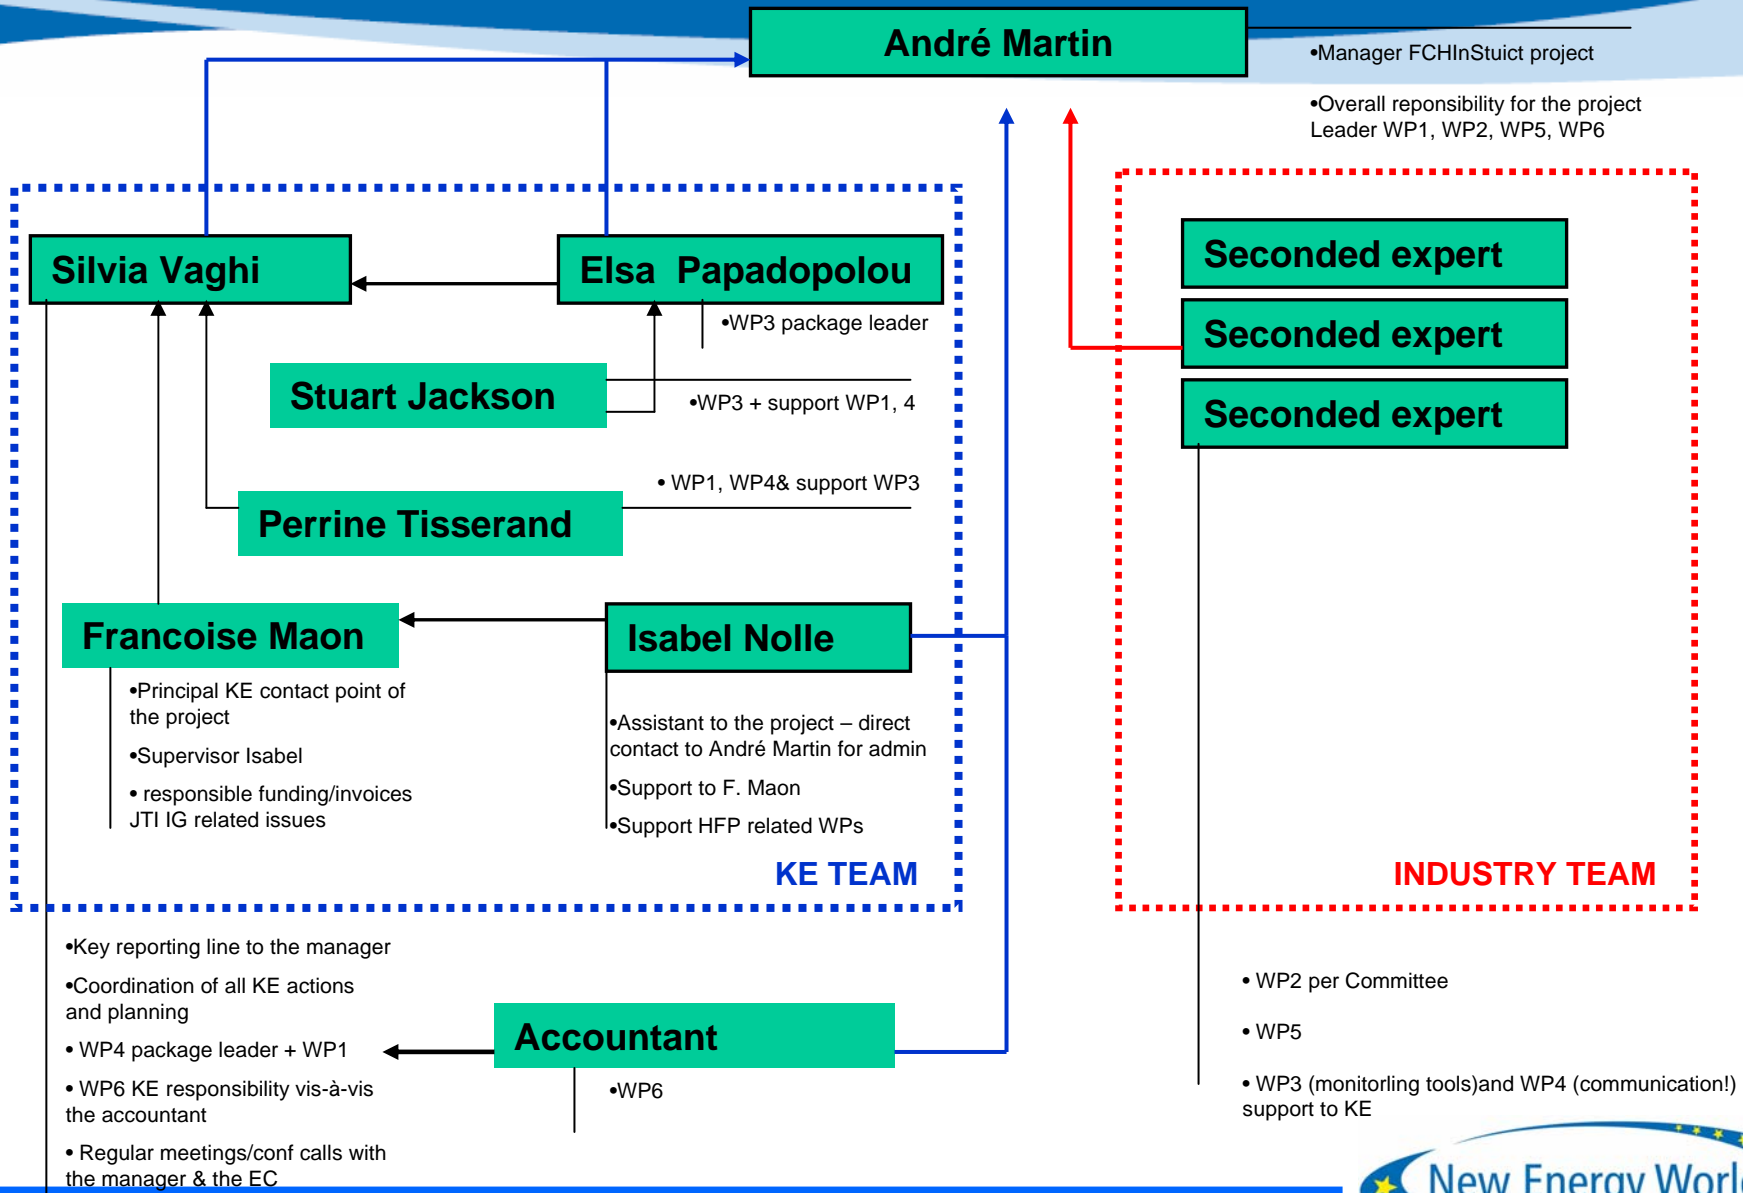 André Martin
•Manager FCHInStuict project
•Overall reponsibility for the project
Leader WP1, WP2, WP5, WP6
Silvia Vaghi
Elsa Papadopolou
•WP3 package leader
Stuart Jackson
•WP3 + support WP1, 4
• WP1, WP4& support WP3
Perrine Tisserand
Francoise Maon
•Principal KE contact point of
the project
•Supervisor Isabel
• responsible funding/invoices
JTI IG related issues
Isabel Nolle
•Assistant to the project – direct
contact to André Martin for admin
•Support to F. Maon
•Support HFP related WPs
KE TEAM
Seconded expert
Seconded expert
Seconded expert
INDUSTRY TEAM
•Key reporting line to the manager
•Coordination of all KE actions
and planning
• WP4 package leader + WP1
• WP6 KE responsibility vis-à-vis
the accountant
• Regular meetings/conf calls with
the manager & the EC
Accountant
•WP6
• WP2 per Committee
• WP5
• WP3 (monitorling tools)and WP4 (communication!)
support to KE
New Energy World